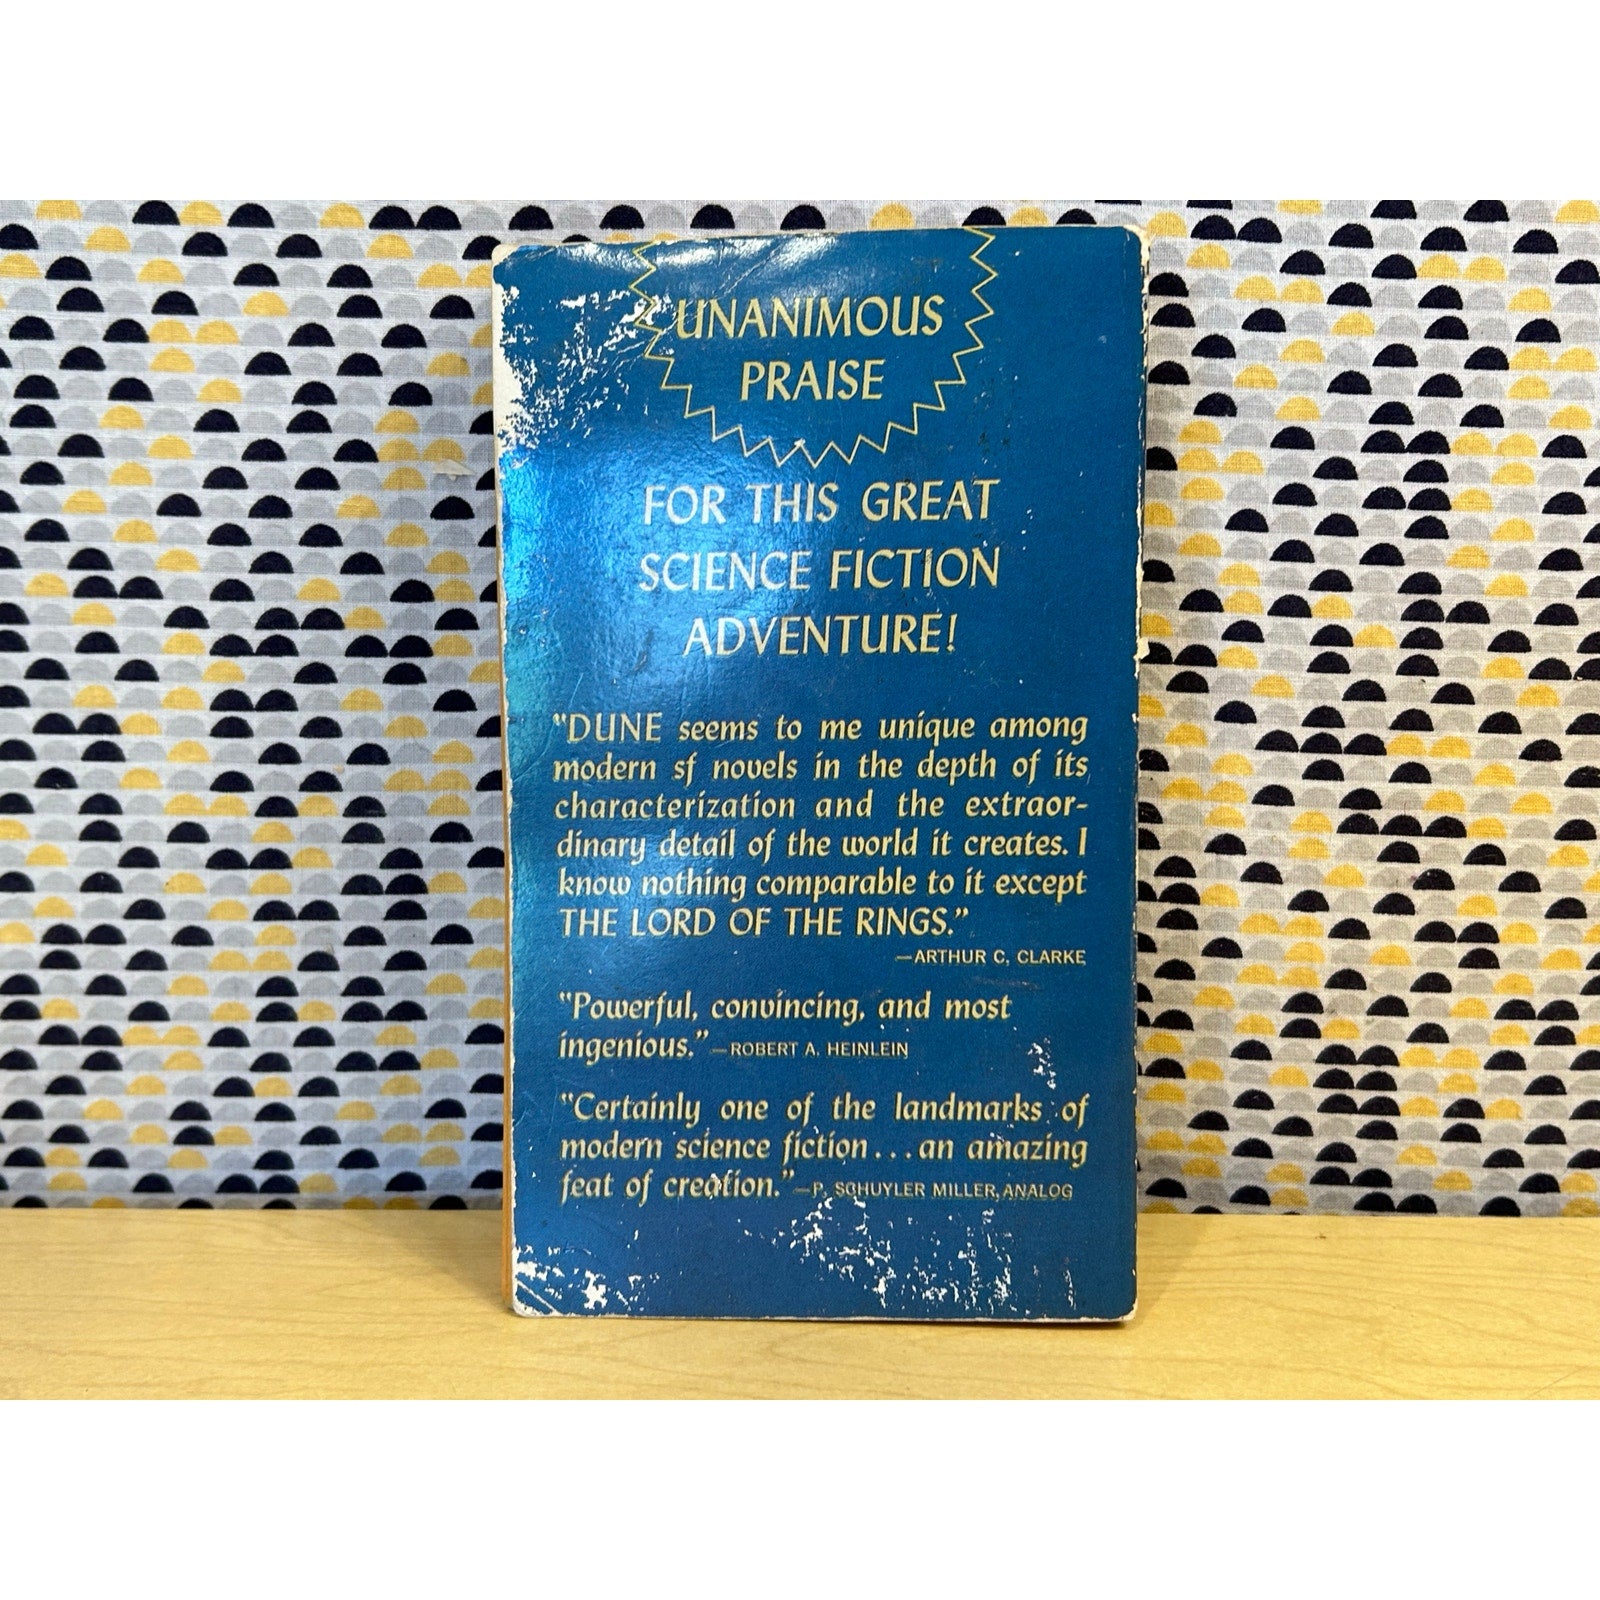 UNANIMOUS
PRAISE
FOR THIS GREAT
SCIENCE FICTION
ADVENTURE!
"DUNE seems to me unique among
modern sf novels in the depth of its
characterization and the extraor-
dinary detail of the world it creates. I
know nothing comparable to it except
THE LORD OF THE RINGS."
—ARTHUR C. CLARKE
"Powerful, convincing, and most
ingenious."—ROBERT A. HEINLEIN
"Certainly one of the landmarks of
modern science fiction...an amazing
feat of creation."—P. SCHUYLER MILLER, ANALOG